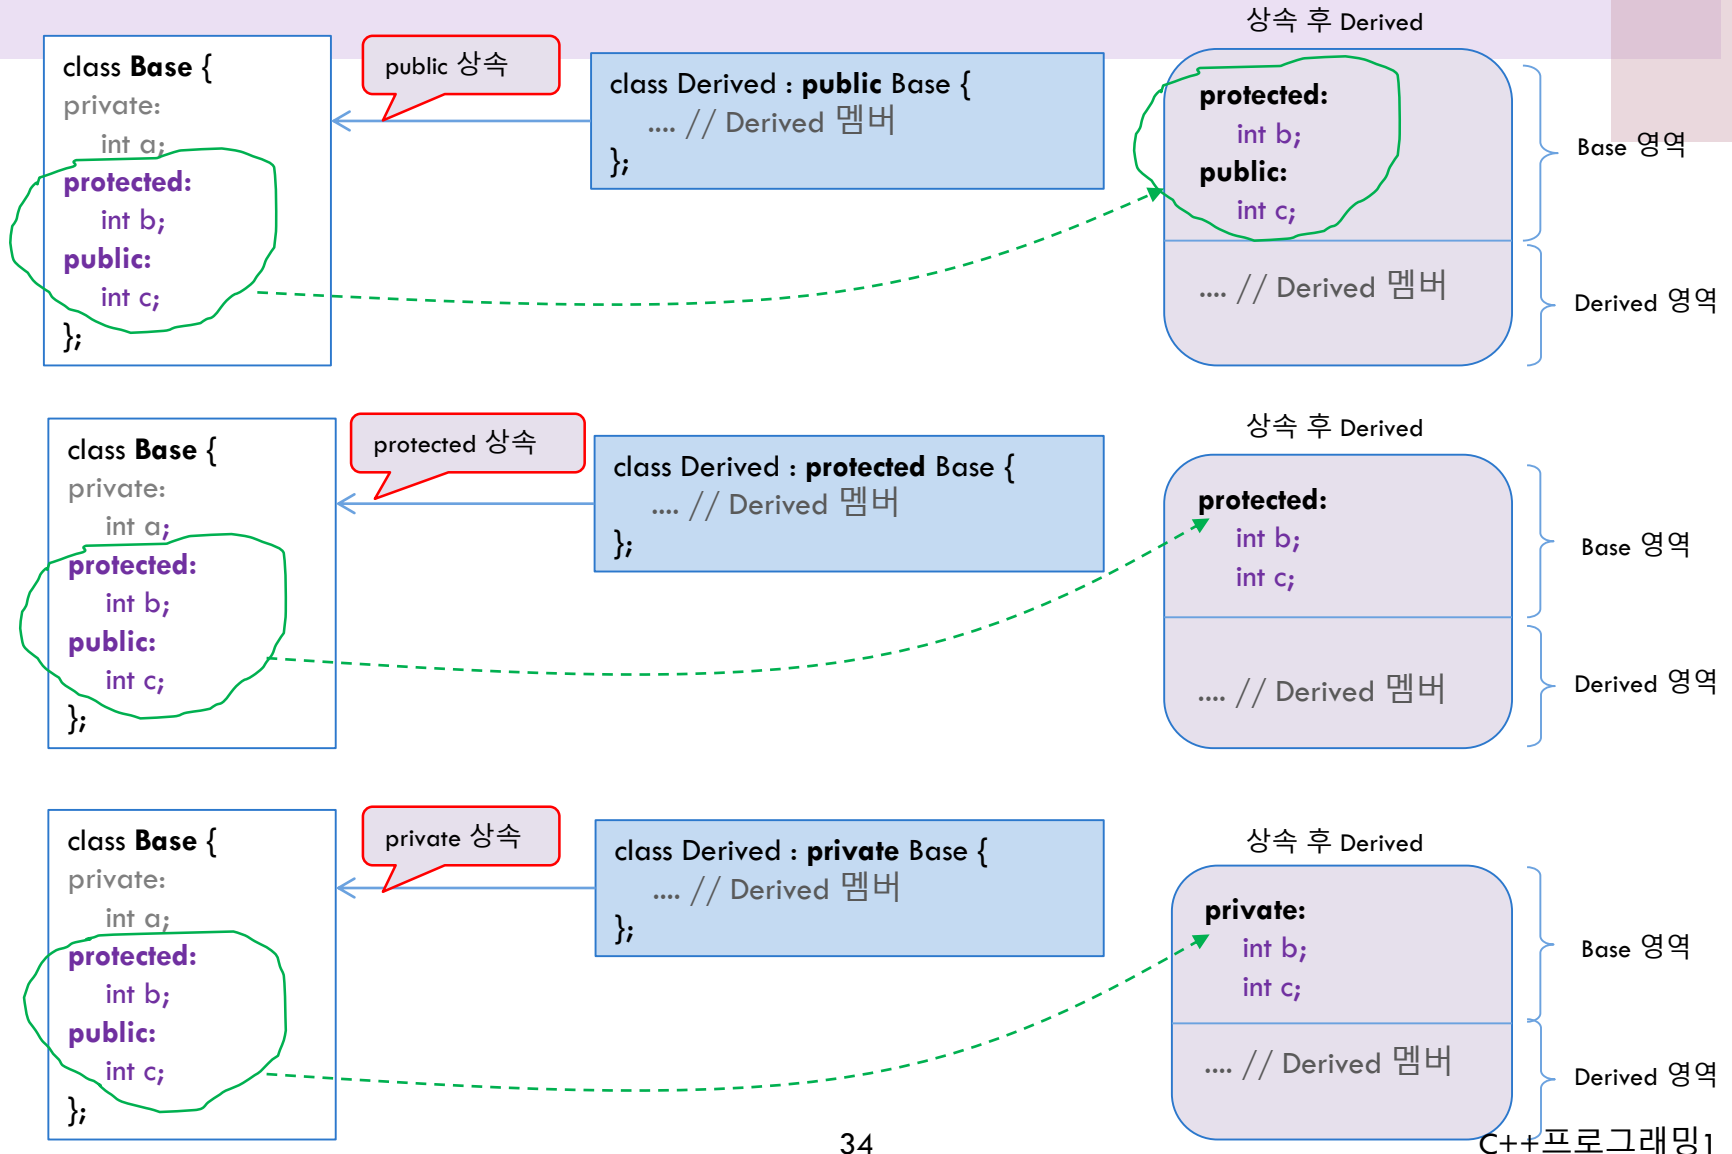 class Base {
private:
int a;
protected:
int b;
public:
int c;
};
public 상속
class Derived : public Base {
.... // Derived 멤버
};
상속 후 Derived
protected:
int b;
public:
int c;
.... // Derived 멤버
Base 영역
Derived 영역
class Base {
private:
int a;
protected:
int b;
public:
int c;
};
protected 상속
class Derived : protected Base {
.... // Derived 멤버
};
상속 후 Derived
protected:
int b;
int c;
.... // Derived 멤버
Base 영역
Derived 영역
class Base {
private:
int a;
protected:
int b;
public:
int c;
};
private 상속
class Derived : private Base {
.... // Derived 멤버
};
상속 후 Derived
private:
int b;
int c;
.... // Derived 멤버
Base 영역
Derived 영역
34
C++프로그래밍1